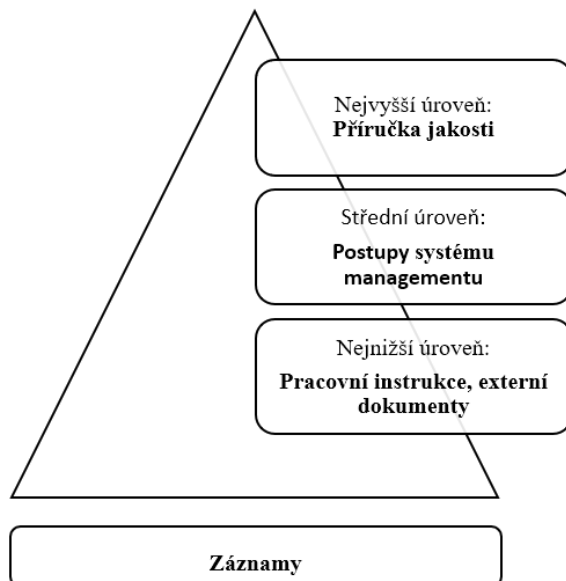 Nejvyšší úroveň:
Příručka jakosti
Střední úroveň:
Postupy systému
managementu
Nejnižší úroveň:
Pracovní instrukce, externí
dokumenty
Záznamy